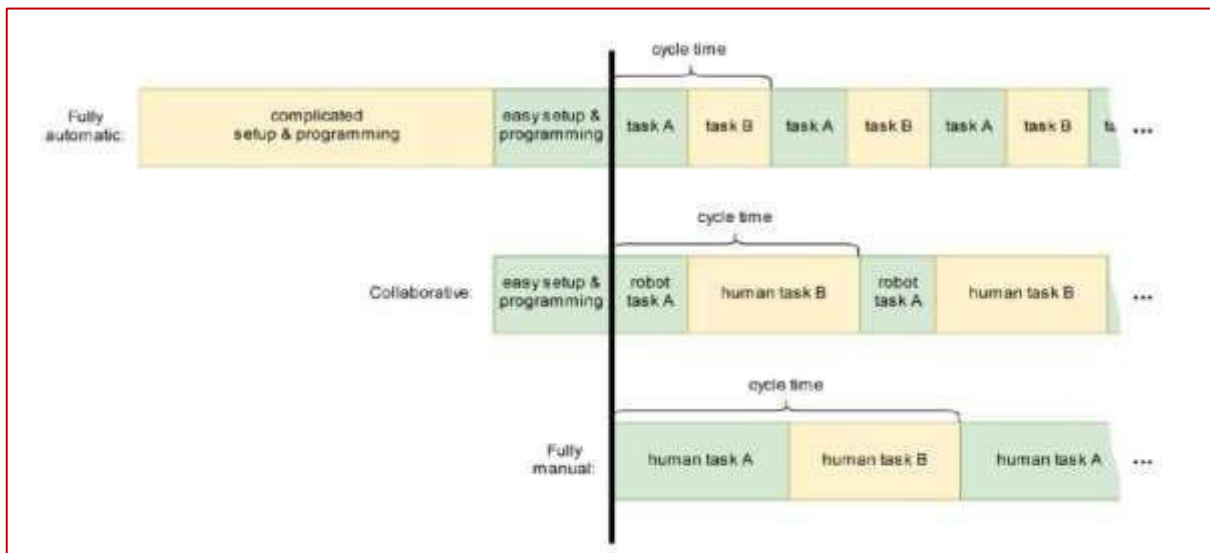 cycle time
Fully
automatic:
complicated
setup & programming
easy setup &
programming
task A
task B
task A
task B
task A
task B
ta
...
cycle time
Collaborative:
easy setup &
programming
robot
task A
human task B
robot
task A
human task B
...
cycle time
Fully
manual:
human task A
human task B
human task A
...